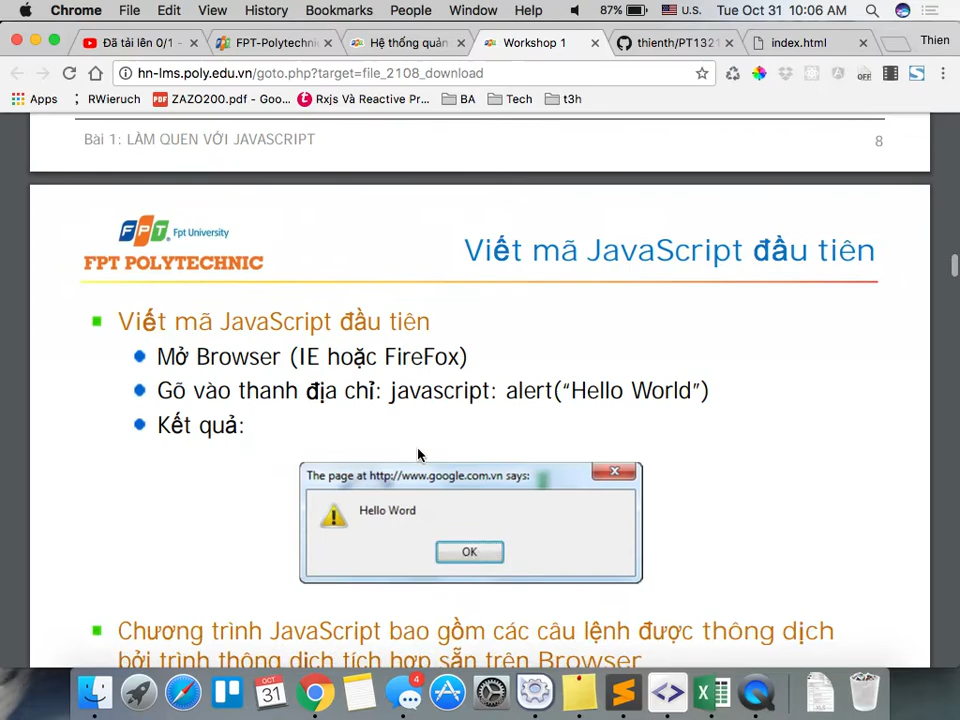 Chrome File Edit View History Bookmarks People Window Help 87% U.S. Tue Oct 31 10:06 AM
Đã tải lên 0/1 - FPT-Polytechni Hệ thống quản Workshop 1 thienth/PT1321 index.html Thien
hn-lms.poly.edu.vn/goto.php?target=file_2108_download OFF
Apps RWieruch ZAZO200.pdf - Goo... Rxjs Và Reactive Pr... BA Tech t3h
Bài 1: LÀM QUEN VỚI JAVASCRIPT 8
FPT Fpt University
FPT POLYTECHNIC
Viết mã JavaScript đầu tiên
Viết mã JavaScript đầu tiên
Mở Browser (IE hoặc FireFox)
Gõ vào thanh địa chỉ: javascript: alert(“Hello World”)
Kết quả:
The page at http://www.google.com.vn says:
Hello Word
OK
Chương trình JavaScript bao gồm các câu lệnh được thông dịch
bởi trình thông dịch tích hợp sẵn trên Browser
OCT
31
4